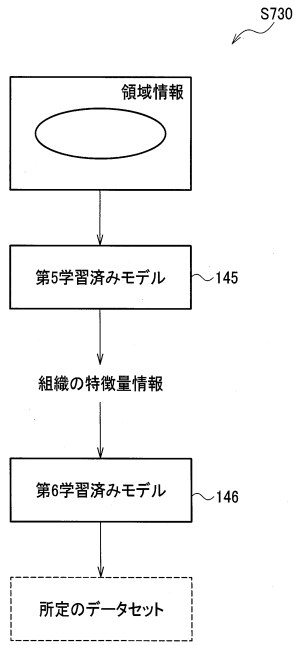 S730
領域情報
第5学習済みモデル
145
組織の特徴量情報
第6学習済みモデル
146
所定のデータセット